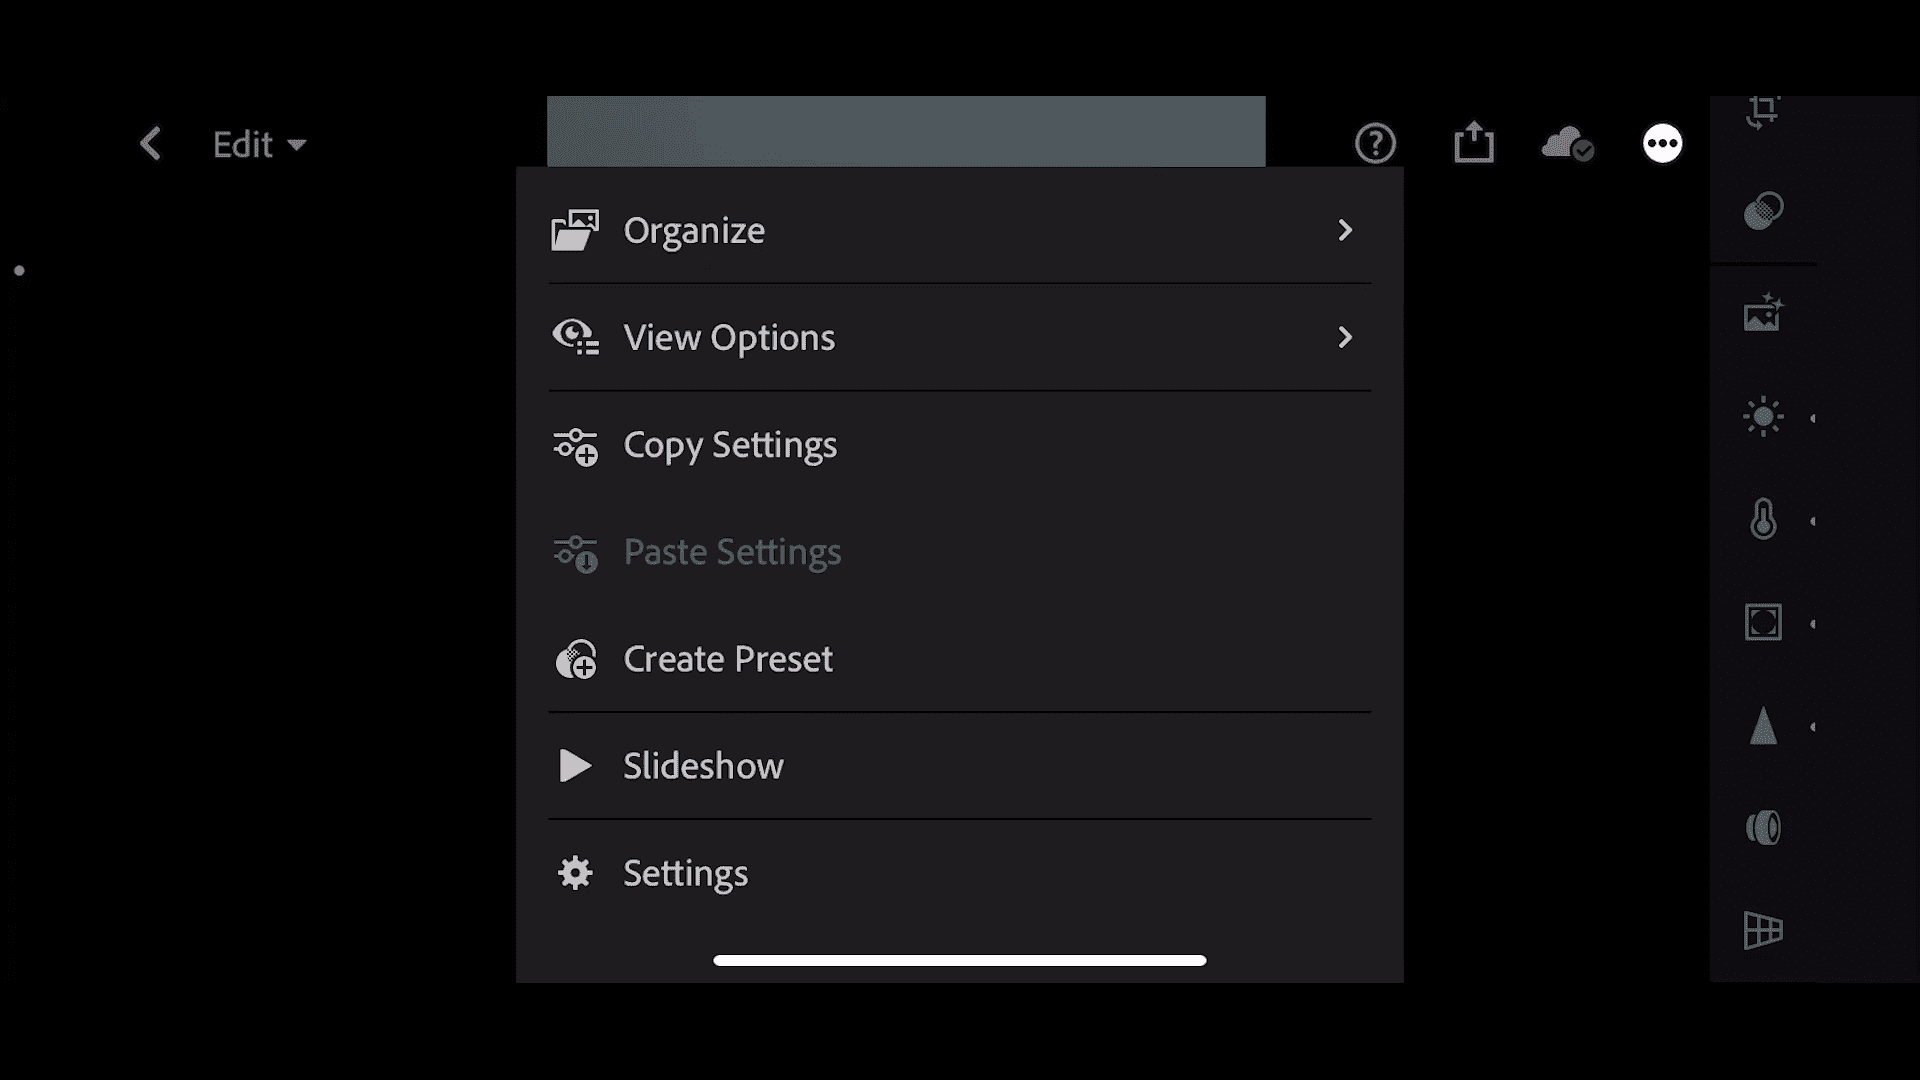 Edit
Organize
View Options
Copy Settings
Paste Settings
Create Preset
Slideshow
Settings